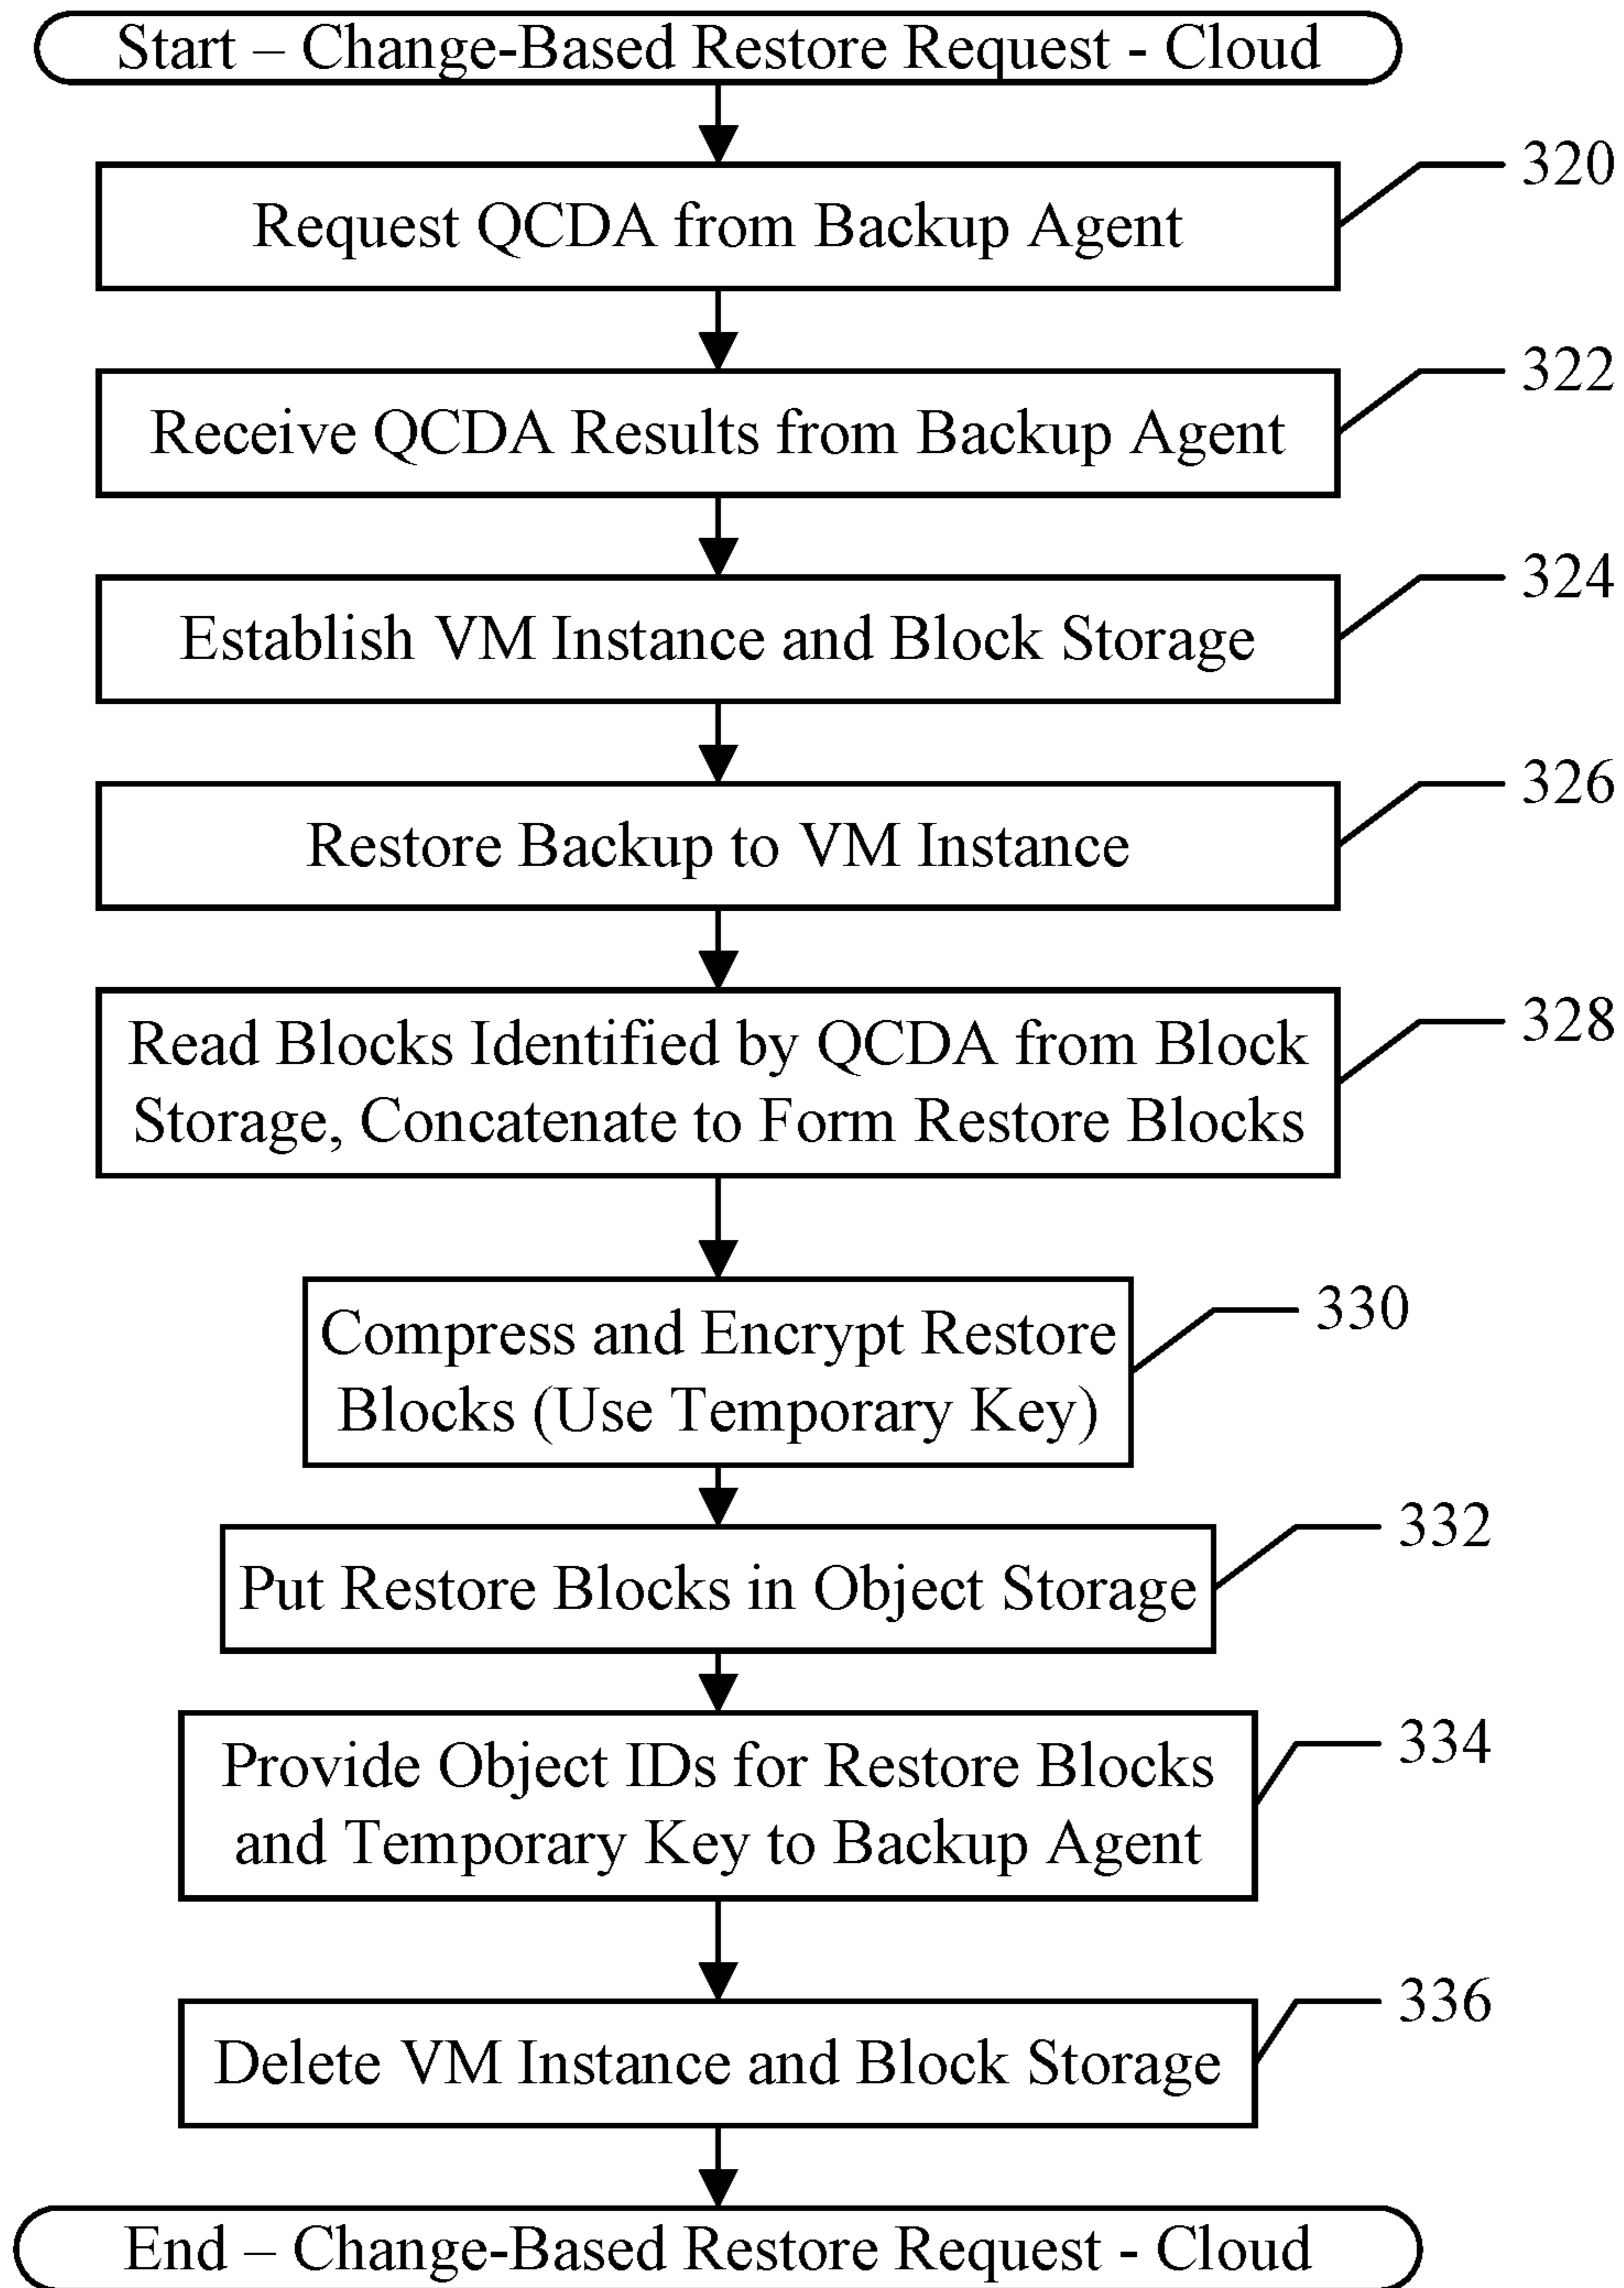 Start – Change-Based Restore Request - Cloud
320
Request QCDA from Backup Agent
322
Receive QCDA Results from Backup Agent
324
Establish VM Instance and Block Storage
326
Restore Backup to VM Instance
328
Read Blocks Identified by QCDA from Block
Storage, Concatenate to Form Restore Blocks
330
Compress and Encrypt Restore
Blocks (Use Temporary Key)
332
Put Restore Blocks in Object Storage
334
Provide Object IDs for Restore Blocks
and Temporary Key to Backup Agent
336
Delete VM Instance and Block Storage
End – Change-Based Restore Request - Cloud